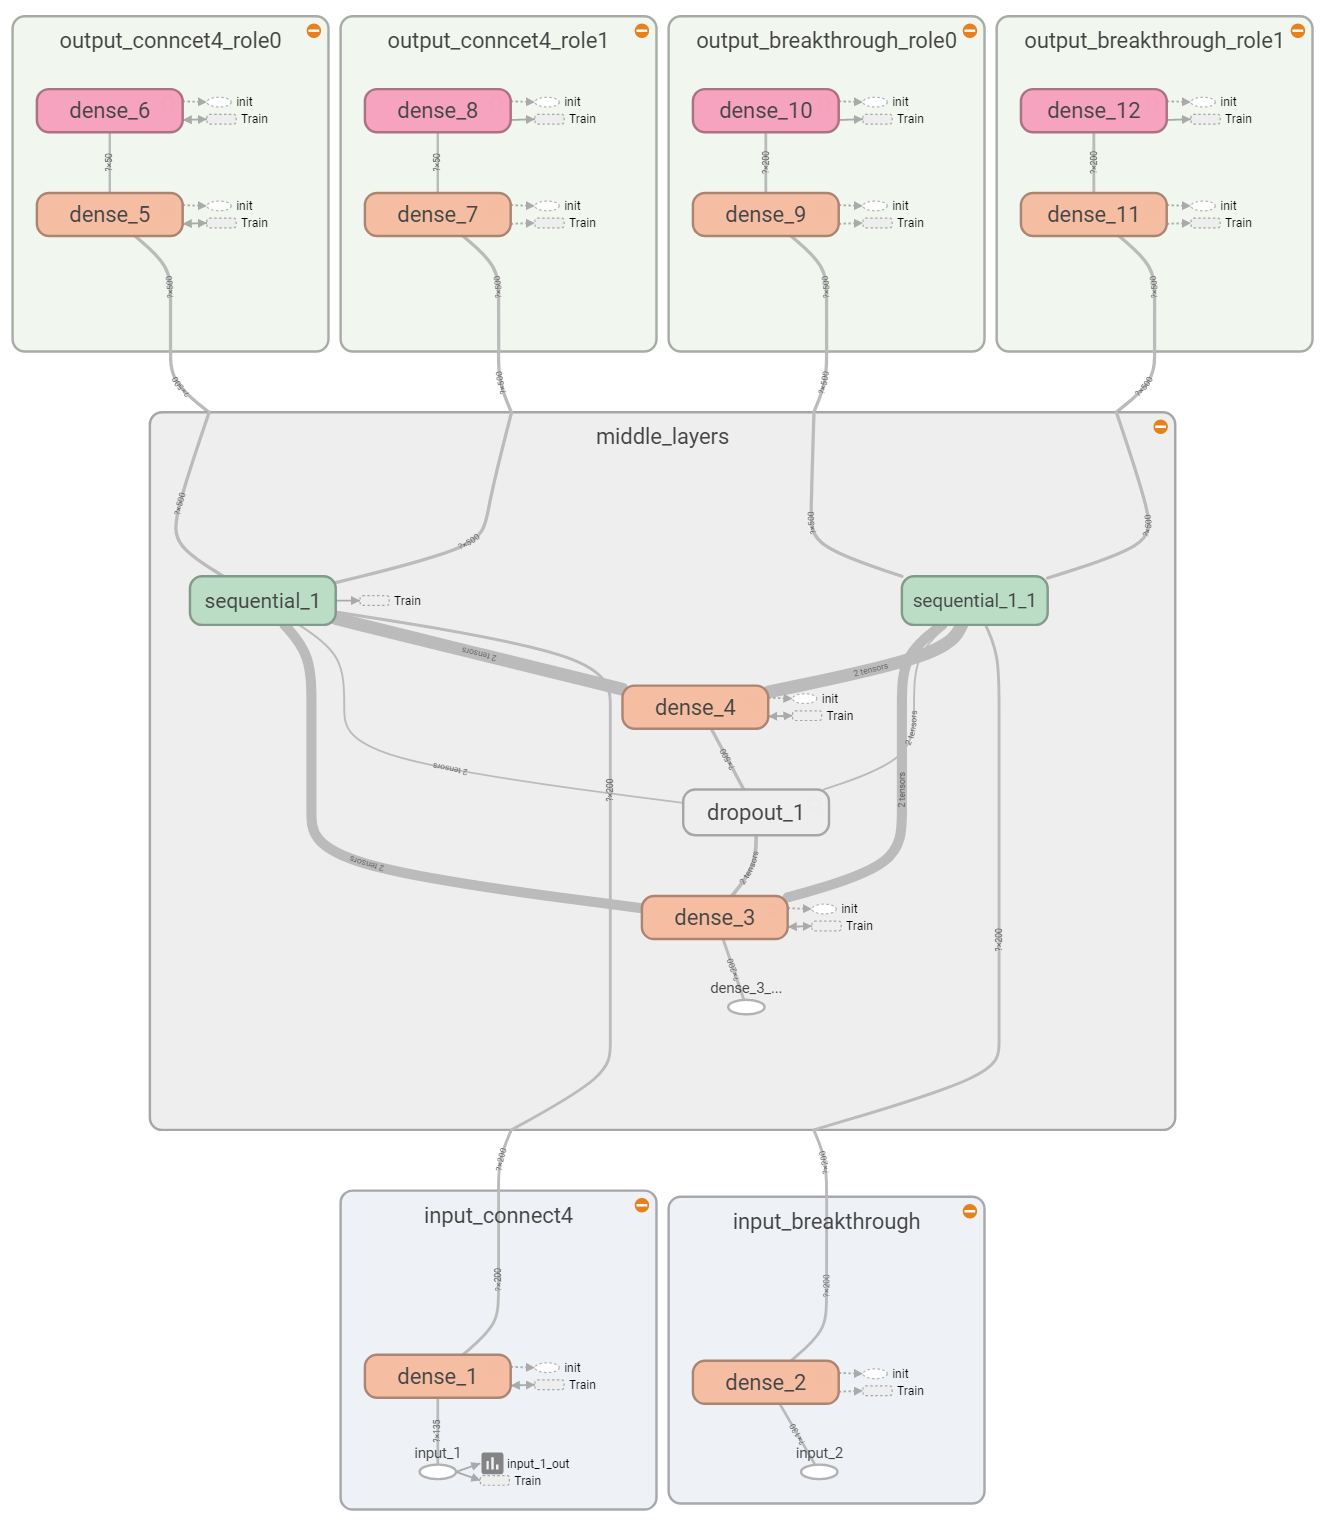 output_conncet4_role0
output_conncet4_role1
output_breakthrough_role0
output_breakthrough_role1
dense_6
init
Train
dense_8
init
Train
dense_10
init
Train
dense_12
init
Train
?×50
?×50
?×200
?×200
dense_5
init
Train
dense_7
init
Train
dense_9
init
Train
dense_11
init
Train
?×500
?×500
?×500
?×500
?×500
?×500
?×500
?×500
middle_layers
?×500
?×500
?×500
?×500
sequential_1
Train
sequential_1_1
2 tensors
2 tensors
dense_4
init
Train
2 tensors
?×500
2 tensors
?×200
2 tensors
dropout_1
2 tensors
2 tensors
dense_3
init
Train
?×200
?×200
dense_3_...
?×200
?×200
input_connect4
input_breakthrough
?×200
?×200
dense_1
init
Train
dense_2
init
Train
?×135
input_1
input_1_out
Train
input_2